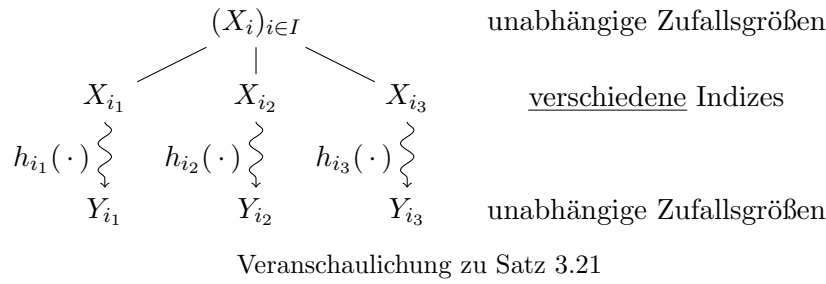 (X_i)_{i∈I} unabhängige Zufallsgrößen
X_{i_1} X_{i_2} X_{i_3} verschiedene Indizes
h_{i_1}(·) h_{i_2}(·) h_{i_3}(·)
Y_{i_1} Y_{i_2} Y_{i_3} unabhängige Zufallsgrößen
Veranschaulichung zu Satz 3.21